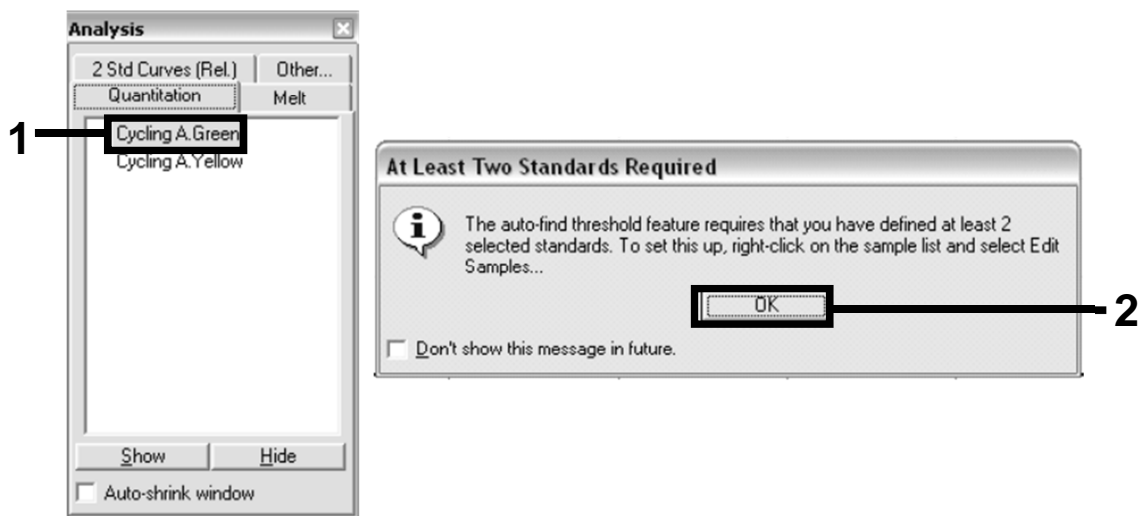 Analysis
2 Std Curves (Rel.) Other...
Quantitation Melt
1
Cycling A.Green
Cycling A.Yellow
Show Hide
Auto-shrink window
At Least Two Standards Required
The auto-find threshold feature requires that you have defined at least 2
selected standards. To set this up, right-click on the sample list and select Edit
Samples...
OK
2
Don't show this message in future.